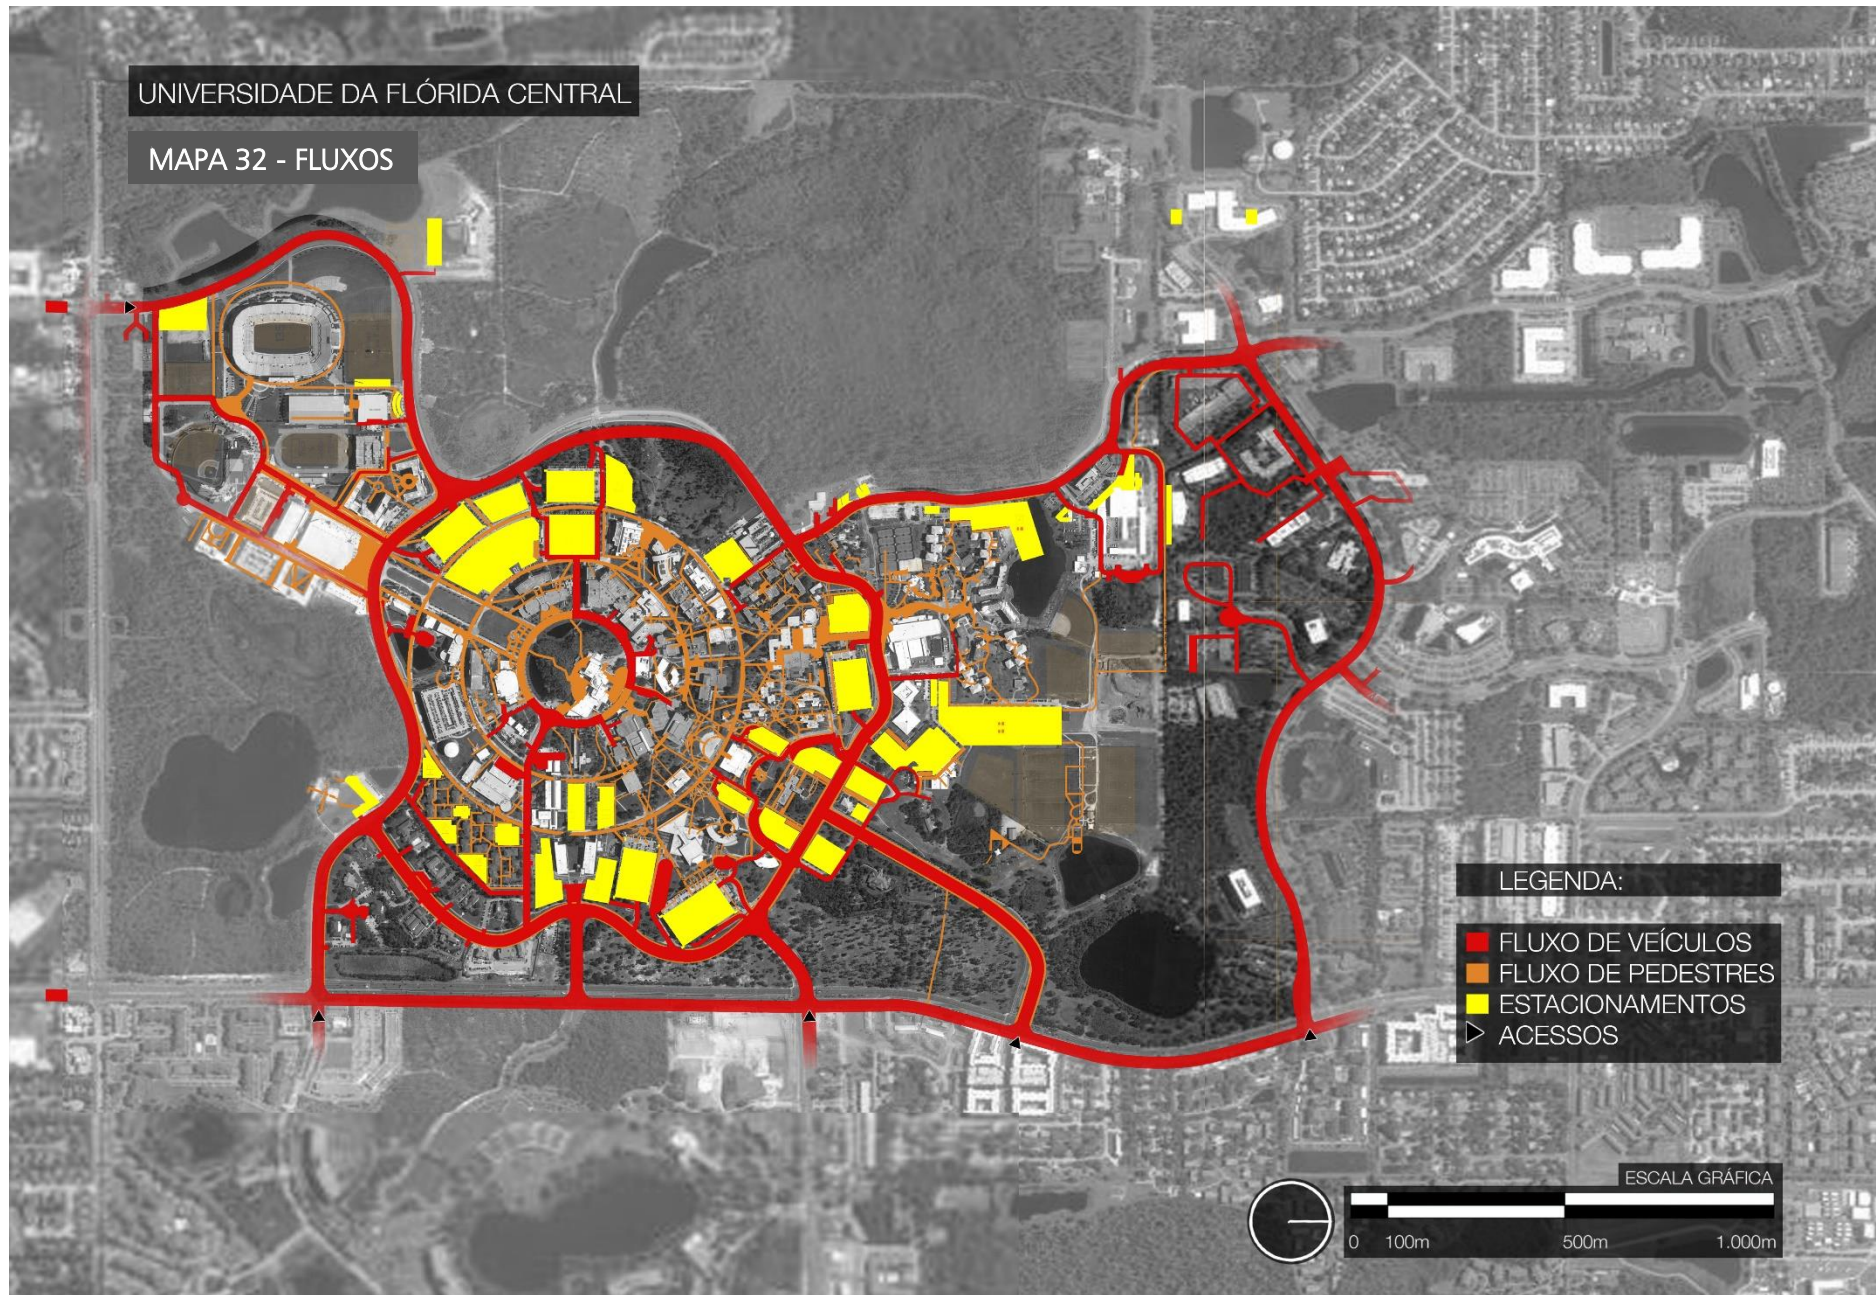 UNIVERSIDADE DA FLÓRIDA CENTRAL
MAPA 32 - FLUXOS
LEGENDA:
FLUXO DE VEÍCULOS
FLUXO DE PEDESTRES
ESTACIONAMENTOS
ACESSOS
ESCALA GRÁFICA
0 100m 500m 1.000m